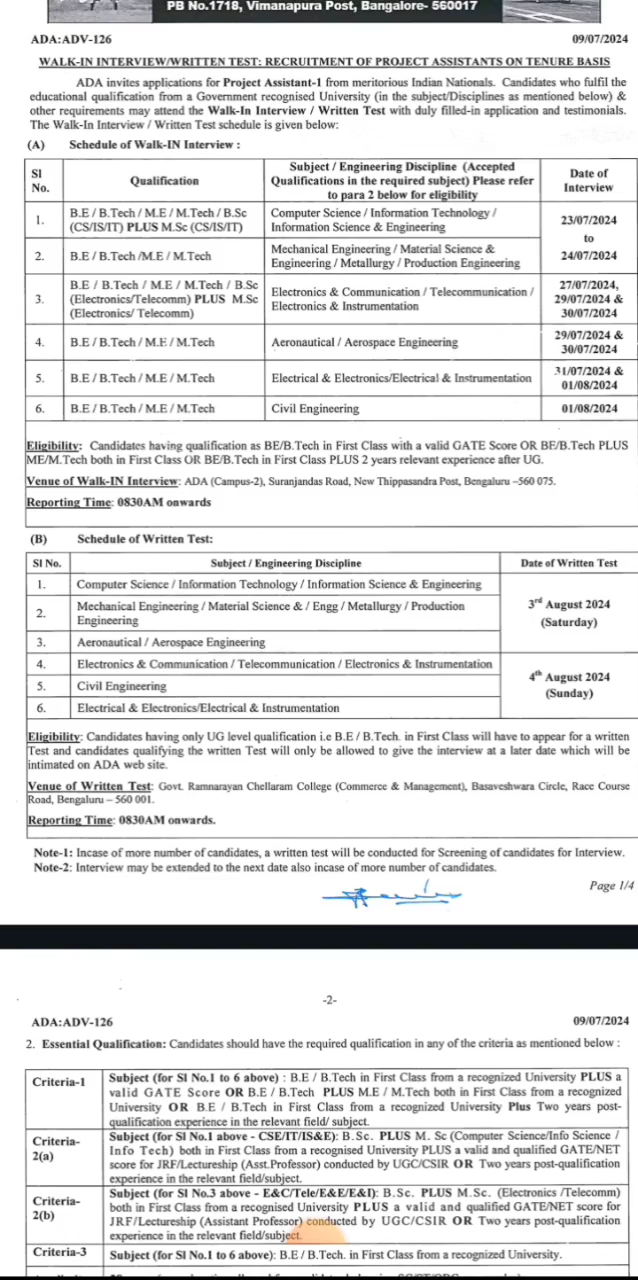 PB No.1718, Vimanapura Post, Bangalore- 560017
ADA:ADV-126 09/07/2024
WALK-IN INTERVIEW/WRITTEN TEST: RECRUITMENT OF PROJECT ASSISTANTS ON TENURE BASIS
ADA invites applications for Project Assistant-1 from meritorious Indian Nationals. Candidates who fulfil the
educational qualification from a Government recognised University (in the subject/Disciplines as mentioned below) &
other requirements may attend the Walk-In Interview / Written Test with duly filled-in application and testimonials.
The Walk-In Interview / Written Test schedule is given below:
(A) Schedule of Walk-IN Interview :
Sl No.
Qualification
Subject / Engineering Discipline (Accepted
Qualifications in the required subject) Please refer
to para 2 below for eligibility
Date of
Interview
1.
B.E / B.Tech / M.E / M.Tech / B.Sc
(CS/IS/IT) PLUS M.Sc (CS/IS/IT)
Computer Science / Information Technology /
Information Science & Engineering
23/07/2024
to
24/07/2024
2.
B.E / B.Tech /M.E / M.Tech
Mechanical Engineering / Material Science &
Engineering / Metallurgy / Production Engineering
3.
B.E / B.Tech / M.E / M.Tech / B.Sc
(Electronics/Telecomm) PLUS M.Sc
(Electronics/ Telecomm)
Electronics & Communication / Telecommunication /
Electronics & Instrumentation
27/07/2024,
29/07/2024 &
30/07/2024
4.
B.E / B.Tech / M.E / M.Tech
Aeronautical / Aerospace Engineering
29/07/2024 &
30/07/2024
5.
B.E / B.Tech / M.E / M.Tech
Electrical & Electronics/Electrical & Instrumentation
31/07/2024 &
01/08/2024
6.
B.E / B.Tech / M.E / M.Tech
Civil Engineering
01/08/2024
Eligibility: Candidates having qualification as BE/B.Tech in First Class with a valid GATE Score OR BE/B.Tech PLUS
ME/M.Tech both in First Class OR BE/B.Tech in First Class PLUS 2 years relevant experience after UG.
Venue of Walk-IN Interview: ADA (Campus-2), Suranjandas Road, New Thippasandra Post, Bengaluru –560 075.
Reporting Time: 0830AM onwards
(B) Schedule of Written Test:
Sl No.
Subject / Engineering Discipline
Date of Written Test
1.
Computer Science / Information Technology / Information Science & Engineering
3rd August 2024
(Saturday)
2.
Mechanical Engineering / Material Science & / Engg / Metallurgy / Production
Engineering
3.
Aeronautical / Aerospace Engineering
4.
Electronics & Communication / Telecommunication / Electronics & Instrumentation
4th August 2024
(Sunday)
5.
Civil Engineering
6.
Electrical & Electronics/Electrical & Instrumentation
Eligibility: Candidates having only UG level qualification i.e B.E / B.Tech. in First Class will have to appear for a written
Test and candidates qualifying the written Test will only be allowed to give the interview at a later date which will be
intimated on ADA web site.
Venue of Written Test: Govt. Ramnarayan Chellaram College (Commerce & Management), Basaveshwara Circle, Race Course
Road, Bengaluru – 560 001.
Reporting Time: 0830AM onwards.
Note-1: Incase of more number of candidates, a written test will be conducted for Screening of candidates for Interview.
Note-2: Interview may be extended to the next date also incase of more number of candidates.
Page 1/4
-2-
ADA:ADV-126 09/07/2024
2. Essential Qualification: Candidates should have the required qualification in any of the criteria as mentioned below :
Criteria-1
Subject (for Sl No.1 to 6 above) : B.E / B.Tech in First Class from a recognized University PLUS a
valid GATE Score OR B.E / B.Tech PLUS M.E / M.Tech both in First Class from a recognized
University OR B.E / B.Tech in First Class from a recognized University Plus Two years post-
qualification experience in the relevant field/ subject.
Criteria-
2(a)
Subject (for Sl No.1 above - CSE/IT/IS&E): B.Sc. PLUS M. Sc (Computer Science/Info Science /
Info Tech) both in First Class from a recognised University PLUS a valid and qualified GATE/NET
score for JRF/Lectureship (Asst.Professor) conducted by UGC/CSIR OR Two years post-qualification
experience in the relevant field/subject.
Criteria-
2(b)
Subject (for Sl No.3 above - E&C/Tele/E&E/E&I): B.Sc. PLUS M.Sc. (Electronics /Telecomm)
both in First Class from a recognised University PLUS a valid and qualified GATE/NET score for
JRF/Lectureship (Assistant Professor) conducted by UGC/CSIR OR Two years post-qualification
experience in the relevant field/subject.
Criteria-3
Subject (for Sl No.1 to 6 above): B.E / B.Tech. in First Class from a recognized University.